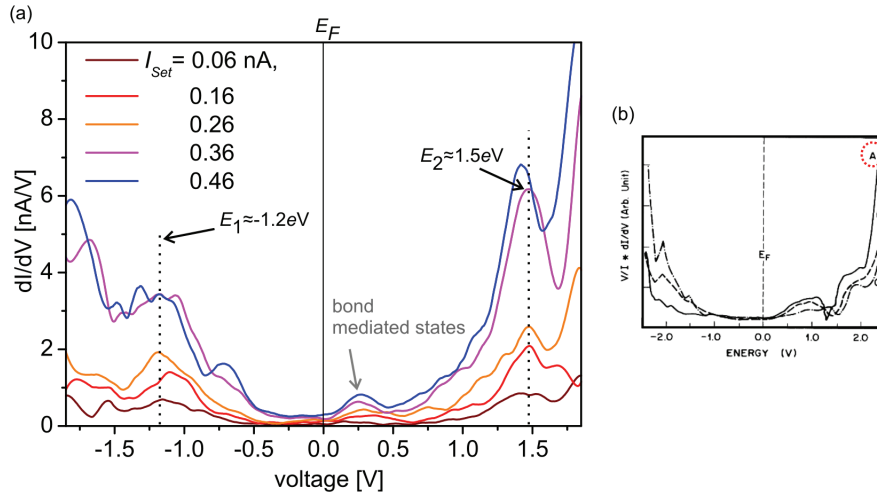 (a)
E_F
10
8
6
4
2
0
dI/dV [nA/V]
I_Set= 0.06 nA,
0.16
0.26
0.36
0.46
E₁≈-1.2eV
E₂≈1.5eV
bond
mediated states
-1.5 -1.0 -0.5 0.0 0.5 1.0 1.5
voltage [V]
(b)
A
V/I * dI/dV (Arb. Unit)
E_F
-2.0 -1.0 0.0 1.0 2.0
ENERGY (V)